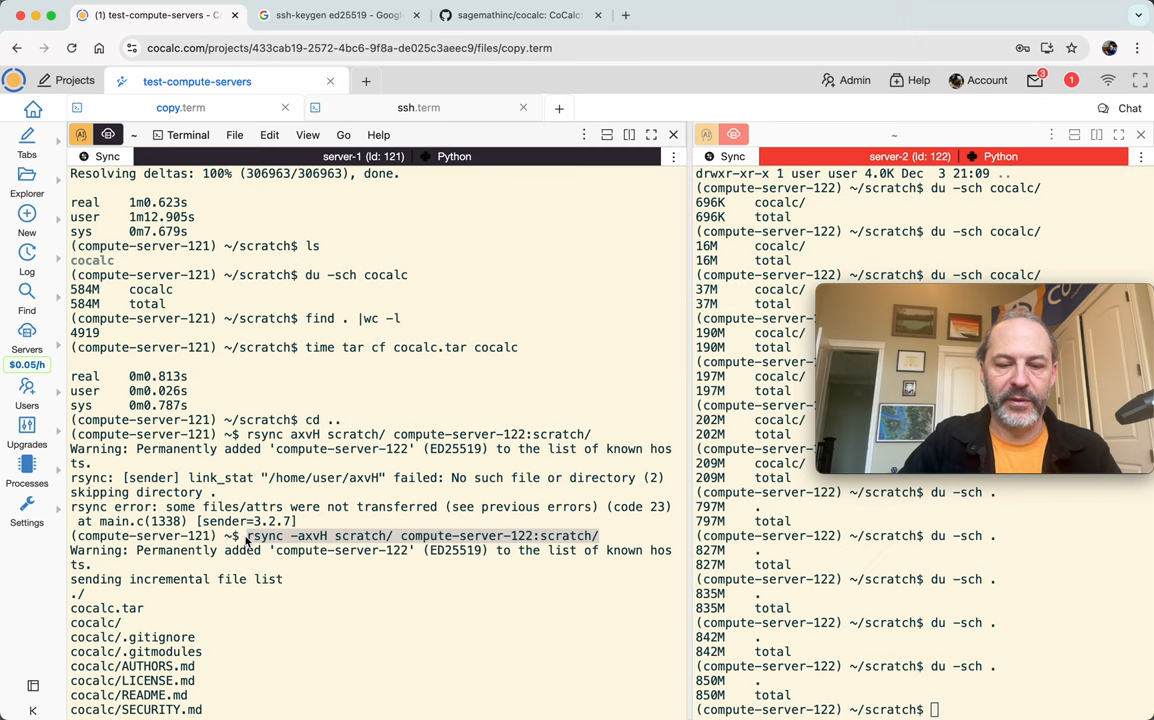 (1) test-compute-servers - C
ssh-keygen ed25519 - Goog
sagemathinc/cocalc: CoCalc:
cocalc.com/projects/433cab19-2572-4bc6-9f8a-de025c3aeec9/files/copy.term
Projects
test-compute-servers
Admin
Help
Account
3
1
copy.term
ssh.term
Chat
Tabs
Explorer
New
Log
Find
Servers
$0.05/h
Users
Upgrades
Processes
Settings
~ Terminal File Edit View Go Help
Sync
server-1 (Id: 121) Python
Resolving deltas: 100% (306963/306963), done.
real 1m0.623s
user 1m12.905s
sys 0m7.679s
(compute-server-121) ~/scratch$ ls
cocalc
(compute-server-121) ~/scratch$ du -sch cocalc
584M cocalc
584M total
(compute-server-121) ~/scratch$ find . |wc -l
4919
(compute-server-121) ~/scratch$ time tar cf cocalc.tar cocalc
real 0m0.813s
user 0m0.026s
sys 0m0.787s
(compute-server-121) ~/scratch$ cd ..
(compute-server-121) ~$ rsync axvH scratch/ compute-server-122:scratch/
Warning: Permanently added 'compute-server-122' (ED25519) to the list of known hos
ts.
rsync: [sender] link_stat "/home/user/axvH" failed: No such file or directory (2)
skipping directory .
rsync error: some files/attrs were not transferred (see previous errors) (code 23)
at main.c(1338) [sender=3.2.7]
(compute-server-121) ~$ rsync -axvH scratch/ compute-server-122:scratch/
Warning: Permanently added 'compute-server-122' (ED25519) to the list of known hos
ts.
sending incremental file list
./
cocalc.tar
cocalc/
cocalc/.gitignore
cocalc/.gitmodules
cocalc/AUTHORS.md
cocalc/LICENSE.md
cocalc/README.md
cocalc/SECURITY.md
~
Sync
server-2 (Id: 122) Python
drwxr-xr-x 1 user user 4.0K Dec 3 21:09 ..
(compute-server-122) ~/scratch$ du -sch cocalc/
696K cocalc/
696K total
(compute-server-122) ~/scratch$ du -sch cocalc/
16M cocalc/
16M total
(compute-server-122) ~/scratch$ du -sch cocalc/
37M cocalc/
37M total
(compute-server-122)
190M cocalc/
190M total
(compute-server-122)
197M cocalc/
197M total
(compute-server-122)
202M cocalc/
202M total
(compute-server-122)
209M cocalc/
209M total
(compute-server-122) ~/scratch$ du -sch .
797M .
797M total
(compute-server-122) ~/scratch$ du -sch .
827M .
827M total
(compute-server-122) ~/scratch$ du -sch .
835M .
835M total
(compute-server-122) ~/scratch$ du -sch .
842M .
842M total
(compute-server-122) ~/scratch$ du -sch .
850M .
850M total
(compute-server-122) ~/scratch$